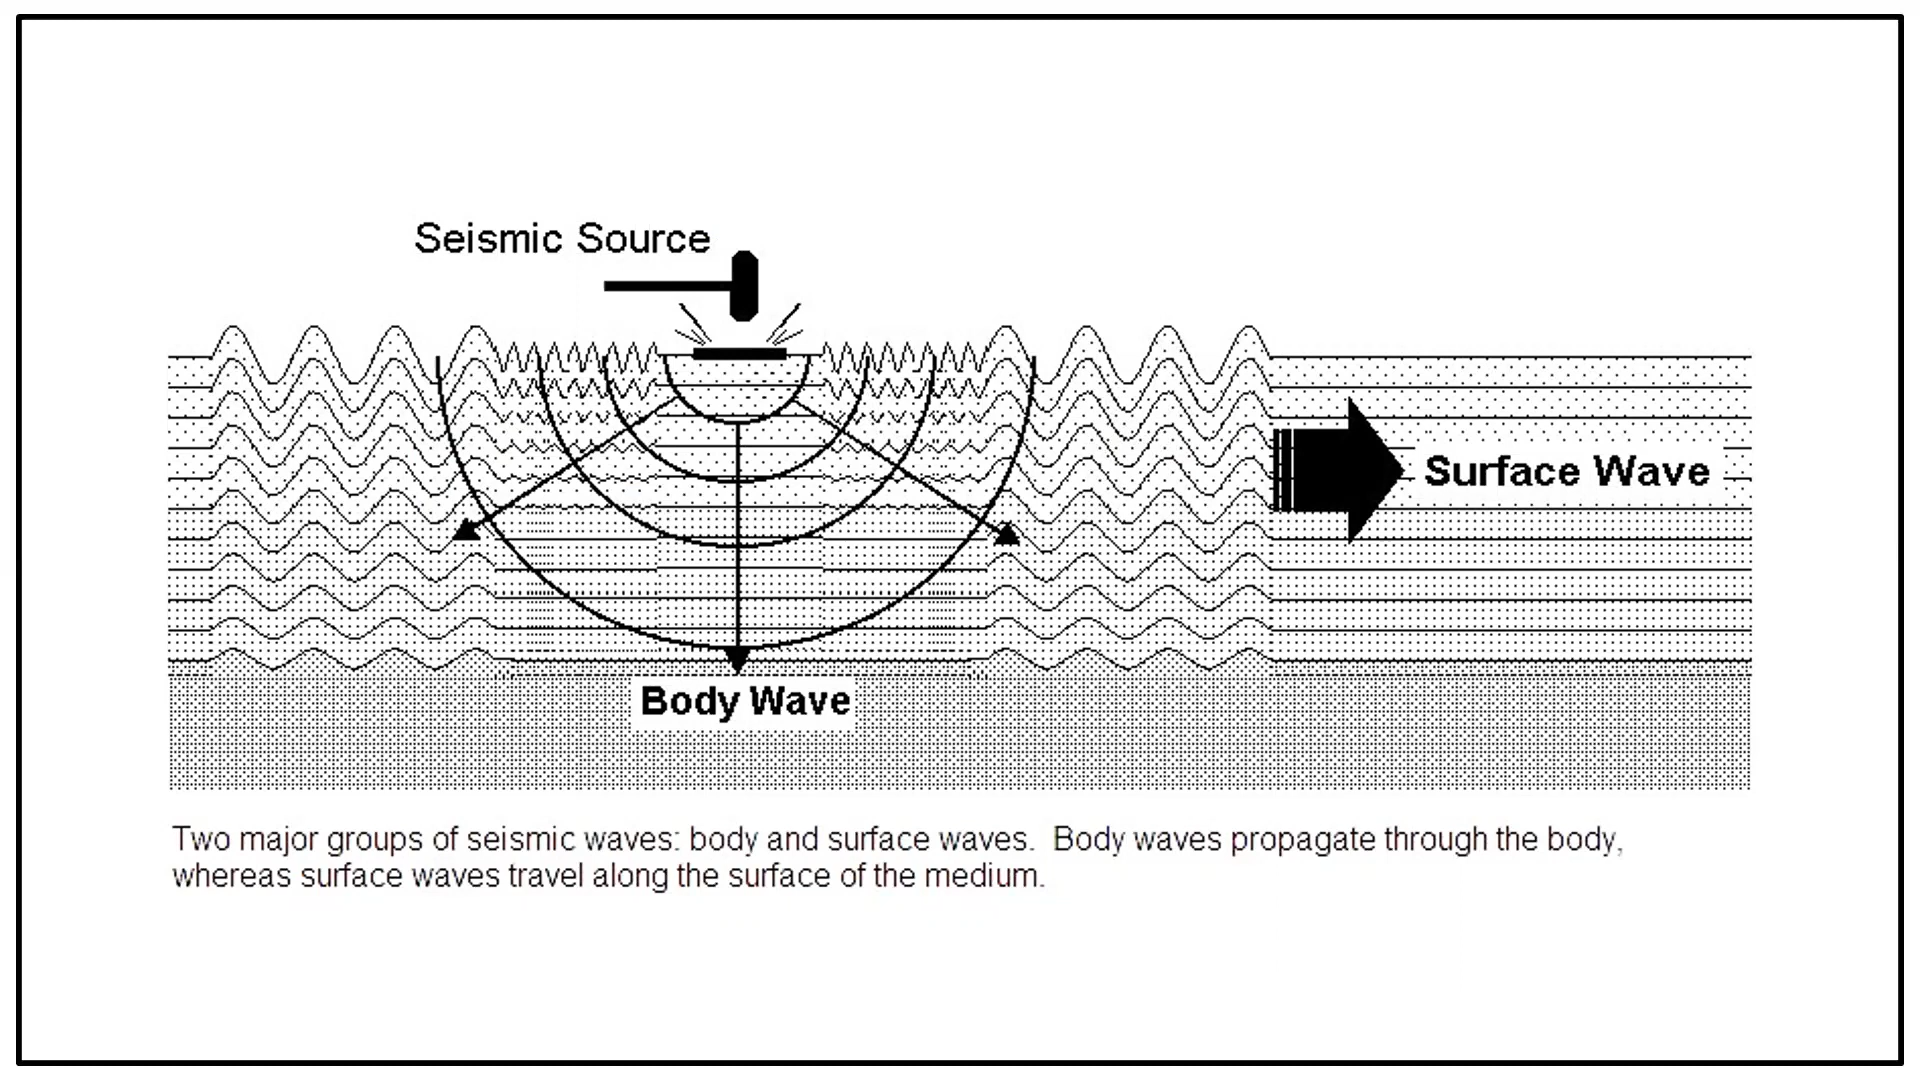 Seismic Source
Surface Wave
Body Wave
Two major groups of seismic waves: body and surface waves.  Body waves propagate through the body,
whereas surface waves travel along the surface of the medium.